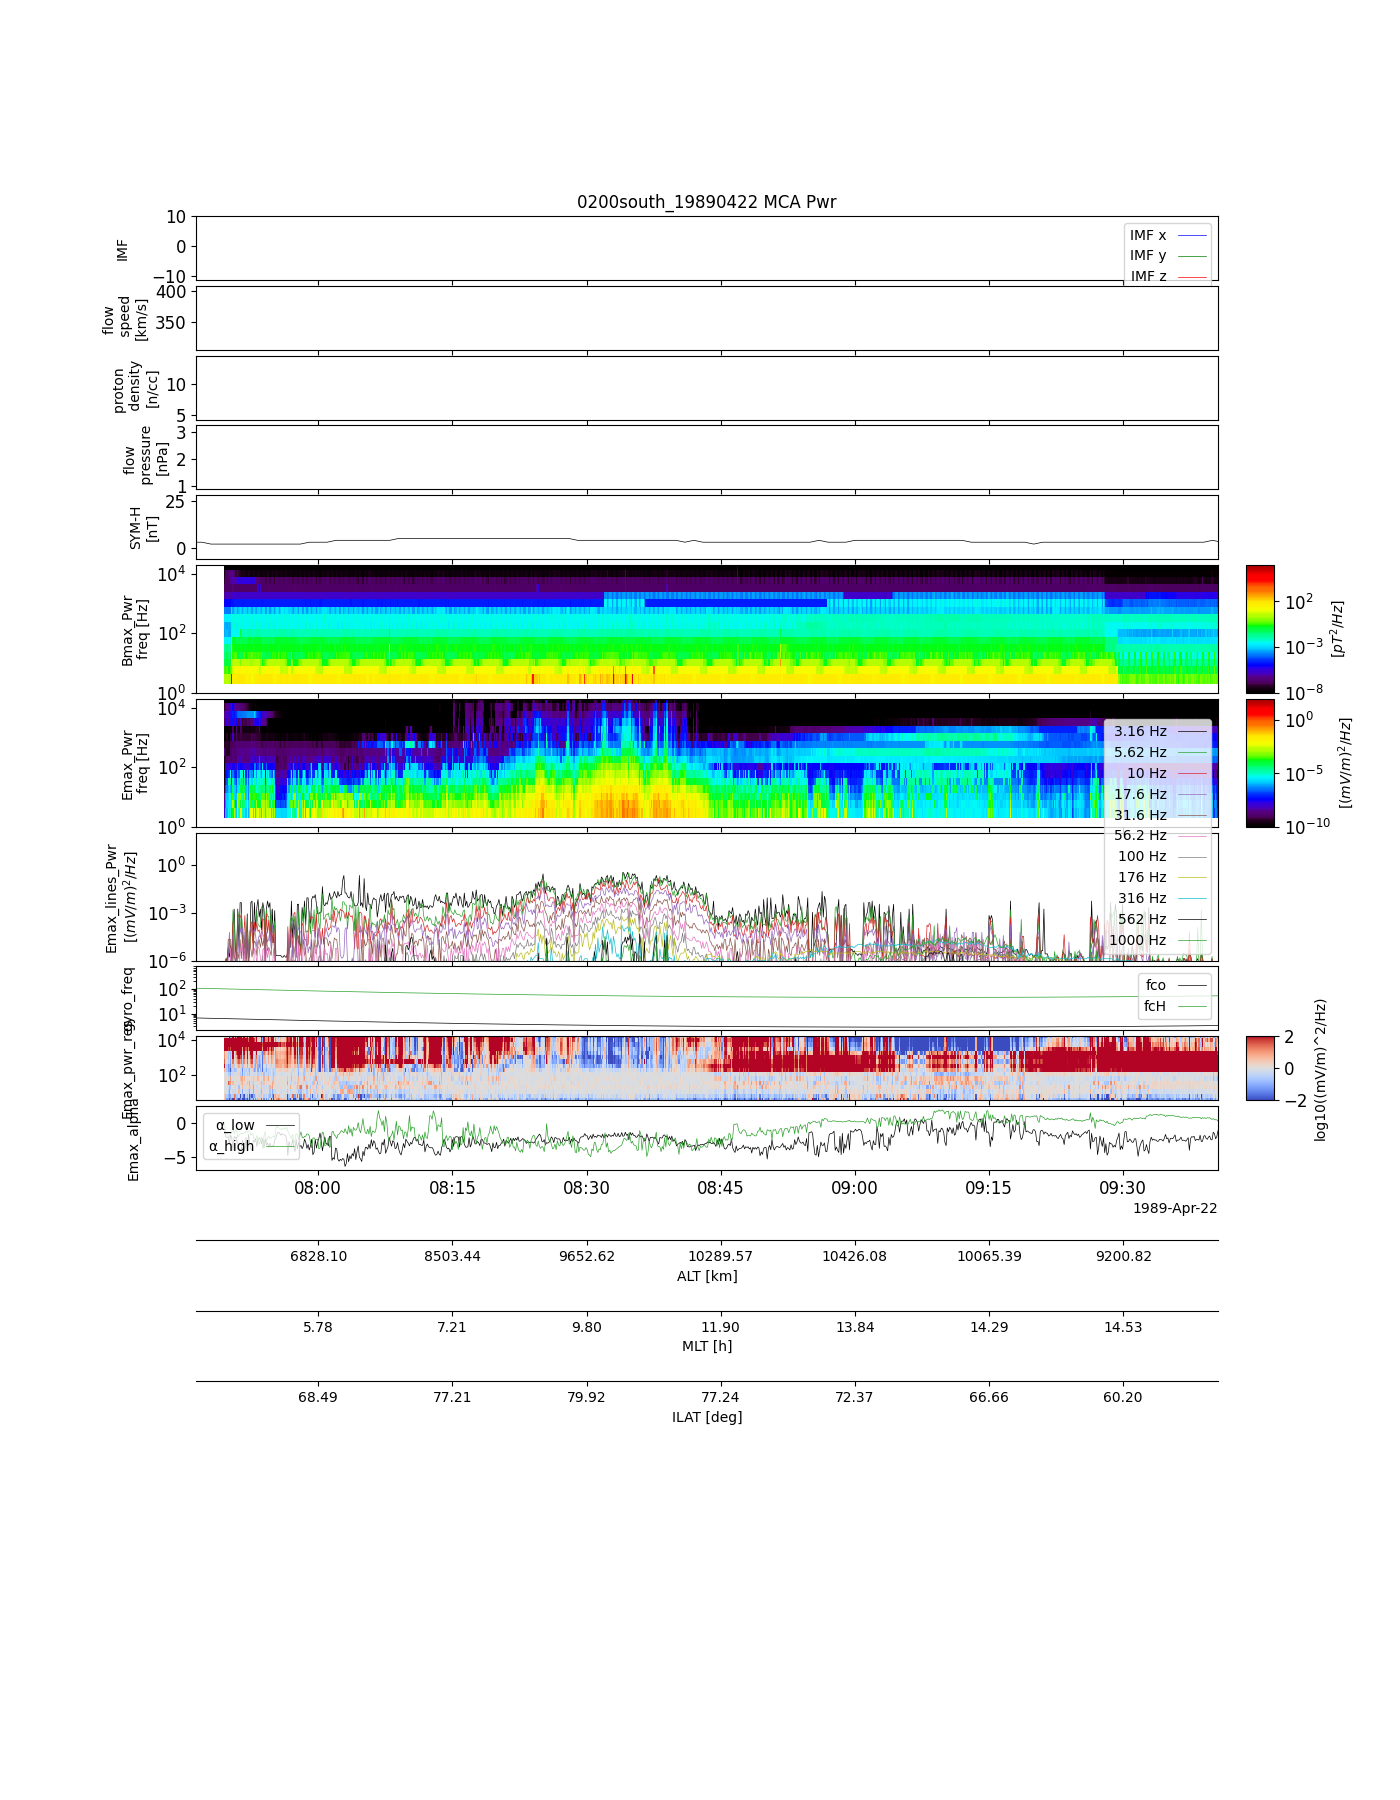 0200south_19890422 MCA Pwr
10
0
−10
IMF
IMF x
IMF y
IMF z
400
350
flow
speed
[km/s]
10
5
proton
density
[n/cc]
3
2
1
flow
pressure
[nPa]
25
0
SYM-H
[nT]
10^4
10^2
10^0
Bmax_Pwr
freq [Hz]
10^2
10^−3
10^−8
[pT^2/Hz]
10^4
10^2
10^0
Emax_Pwr
freq [Hz]
10^0
10^−5
10^−10
[(mV/m)^2/Hz]
3.16 Hz
5.62 Hz
10 Hz
17.6 Hz
31.6 Hz
56.2 Hz
100 Hz
176 Hz
316 Hz
562 Hz
1000 Hz
10^0
10^−3
10^−6
Emax_lines_Pwr
[(mV/m)^2/Hz]
10^2
10^1
gyro_freq
fco
fcH
10^4
10^2
Emax_pwr_reg
2
0
−2
log10((mV/m)^2/Hz)
0
−5
Emax_alpha
α_low
α_high
08:00 08:15 08:30 08:45 09:00 09:15 09:30
1989-Apr-22
6828.10 8503.44 9652.62 10289.57 10426.08 10065.39 9200.82
ALT [km]
5.78 7.21 9.80 11.90 13.84 14.29 14.53
MLT [h]
68.49 77.21 79.92 77.24 72.37 66.66 60.20
ILAT [deg]